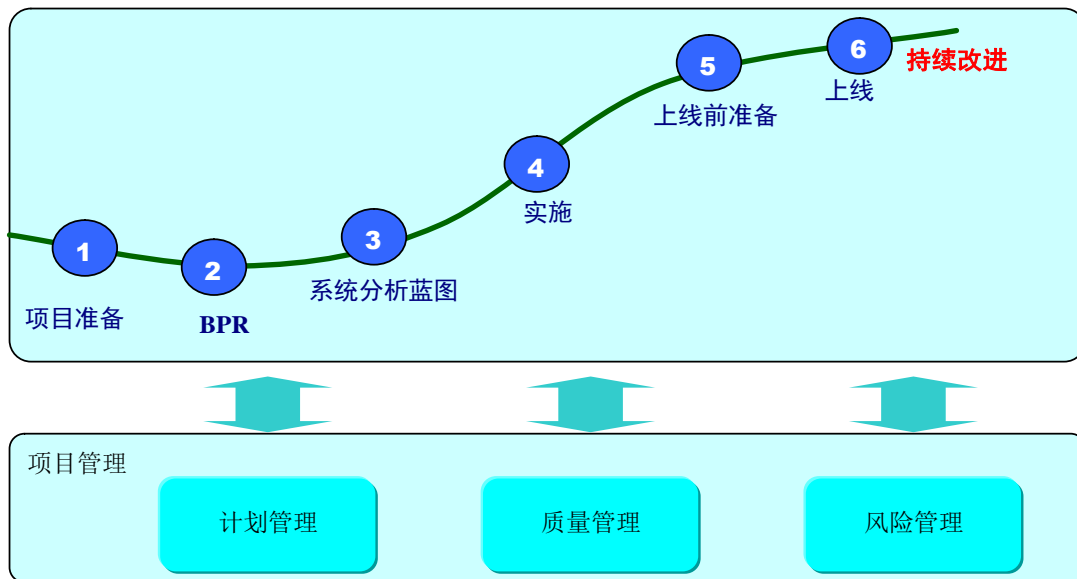 6
持续改进
5
上线
上线前准备
4
实施
3
1
2
系统分析蓝图
项目准备
BPR
项目管理
计划管理
质量管理
风险管理